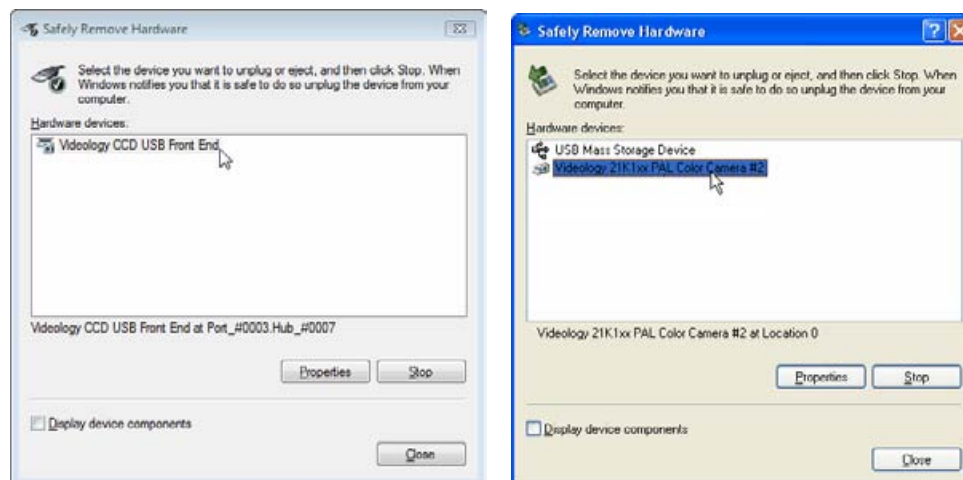 Safely Remove Hardware
Select the device you want to unplug or eject, and then click Stop. When
Windows notifies you that it is safe to do so unplug the device from your
computer.
Hardware devices:
Videology CCD USB Front End
Videology CCD USB Front End at Port_#0003.Hub_#0007
Properties
Stop
Display device components
Close
Safely Remove Hardware
Select the device you want to unplug or eject, and then click Stop. When
Windows notifies you that it is safe to do so unplug the device from your
computer.
Hardware devices:
USB Mass Storage Device
Videology 21K1xx PAL Color Camera #2
Videology 21K1xx PAL Color Camera #2 at Location 0
Properties
Stop
Display device components
Close